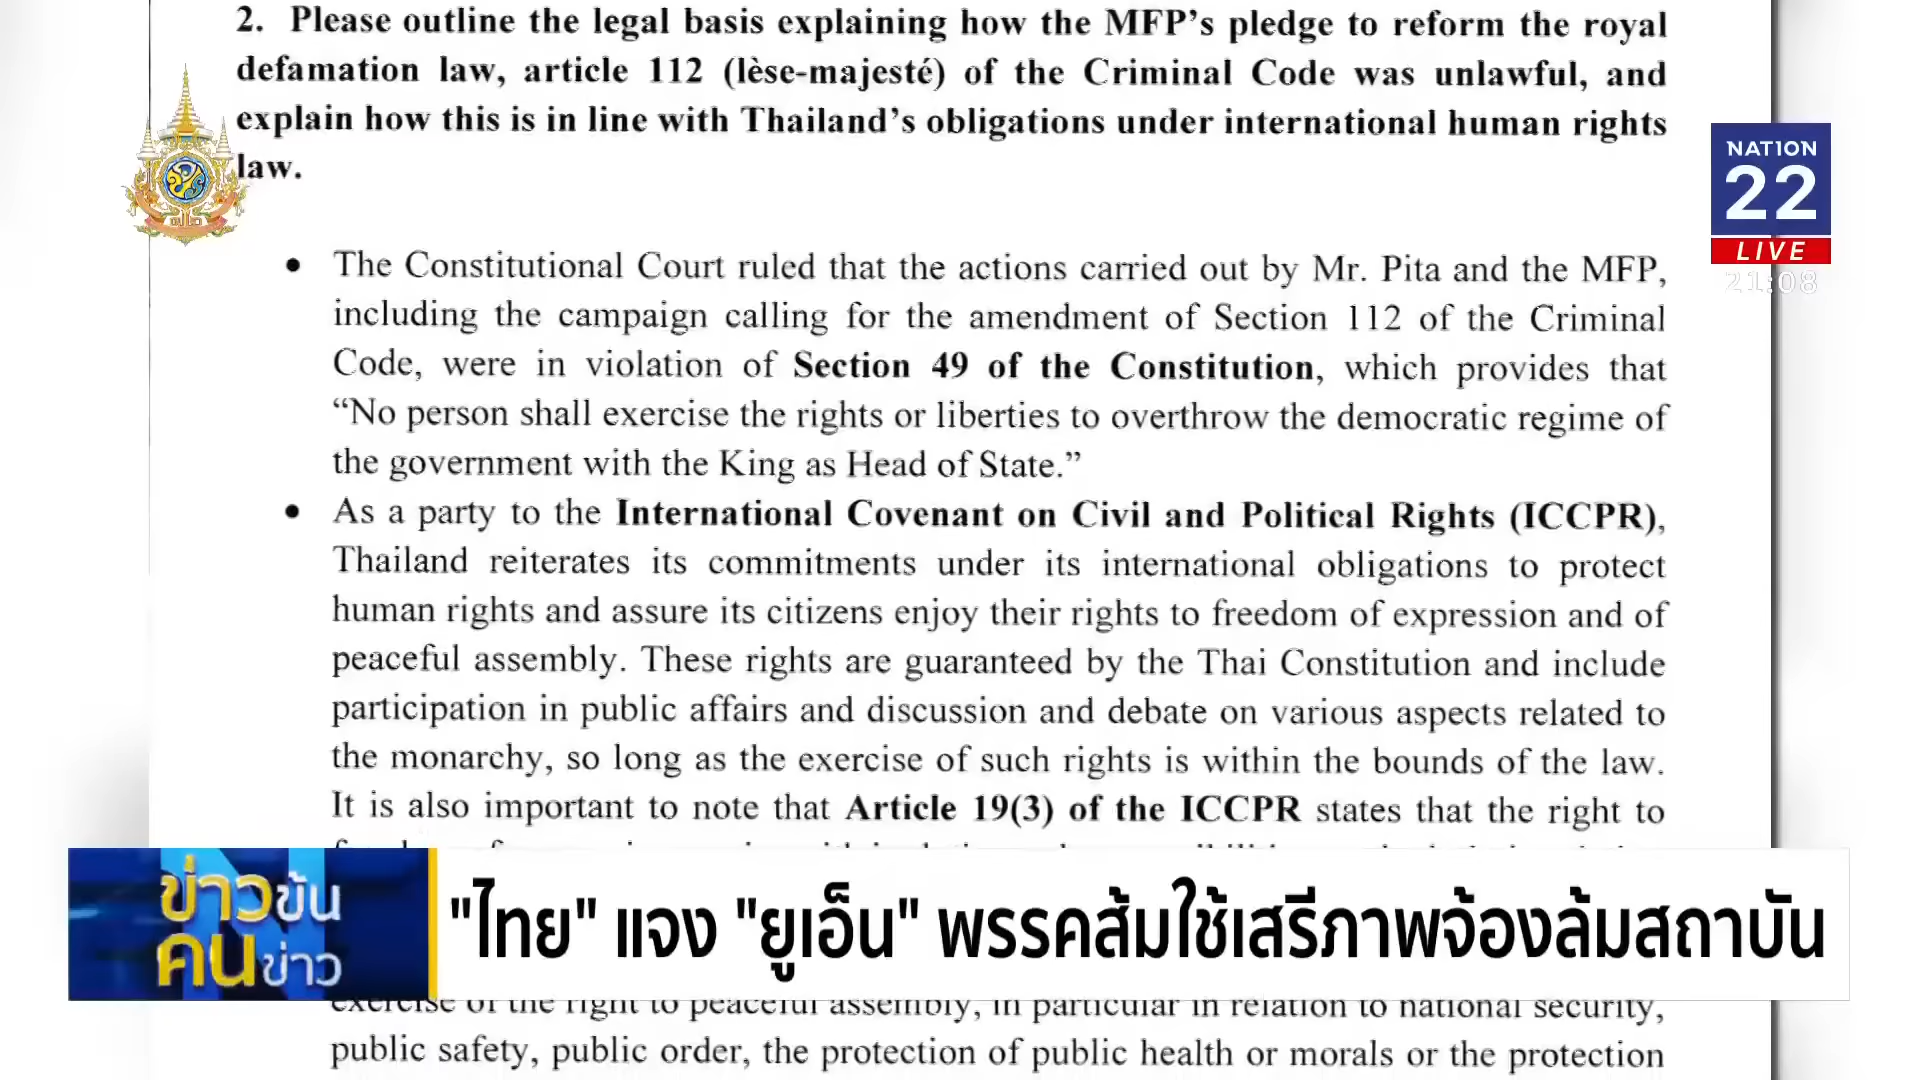 2. Please outline the legal basis explaining how the MFP's pledge to reform the royal
defamation law, article 112 (lèse-majesté) of the Criminal Code was unlawful, and
explain how this is in line with Thailand's obligations under international human rights
law.
NATION
22
LIVE
21:08
• The Constitutional Court ruled that the actions carried out by Mr. Pita and the MFP,
including the campaign calling for the amendment of Section 112 of the Criminal
Code, were in violation of Section 49 of the Constitution, which provides that
“No person shall exercise the rights or liberties to overthrow the democratic regime of
the government with the King as Head of State.”
• As a party to the International Covenant on Civil and Political Rights (ICCPR),
Thailand reiterates its commitments under its international obligations to protect
human rights and assure its citizens enjoy their rights to freedom of expression and of
peaceful assembly. These rights are guaranteed by the Thai Constitution and include
participation in public affairs and discussion and debate on various aspects related to
the monarchy, so long as the exercise of such rights is within the bounds of the law.
It is also important to note that Article 19(3) of the ICCPR states that the right to
ข่าวข้น
คนข่าว
"ไทย" แจง "ยูเอ็น" พรรคส้มใช้เสรีภาพจ้องล้มสถาบัน
exercise of the right to peaceful assembly, in particular in relation to national security,
public safety, public order, the protection of public health or morals or the protection